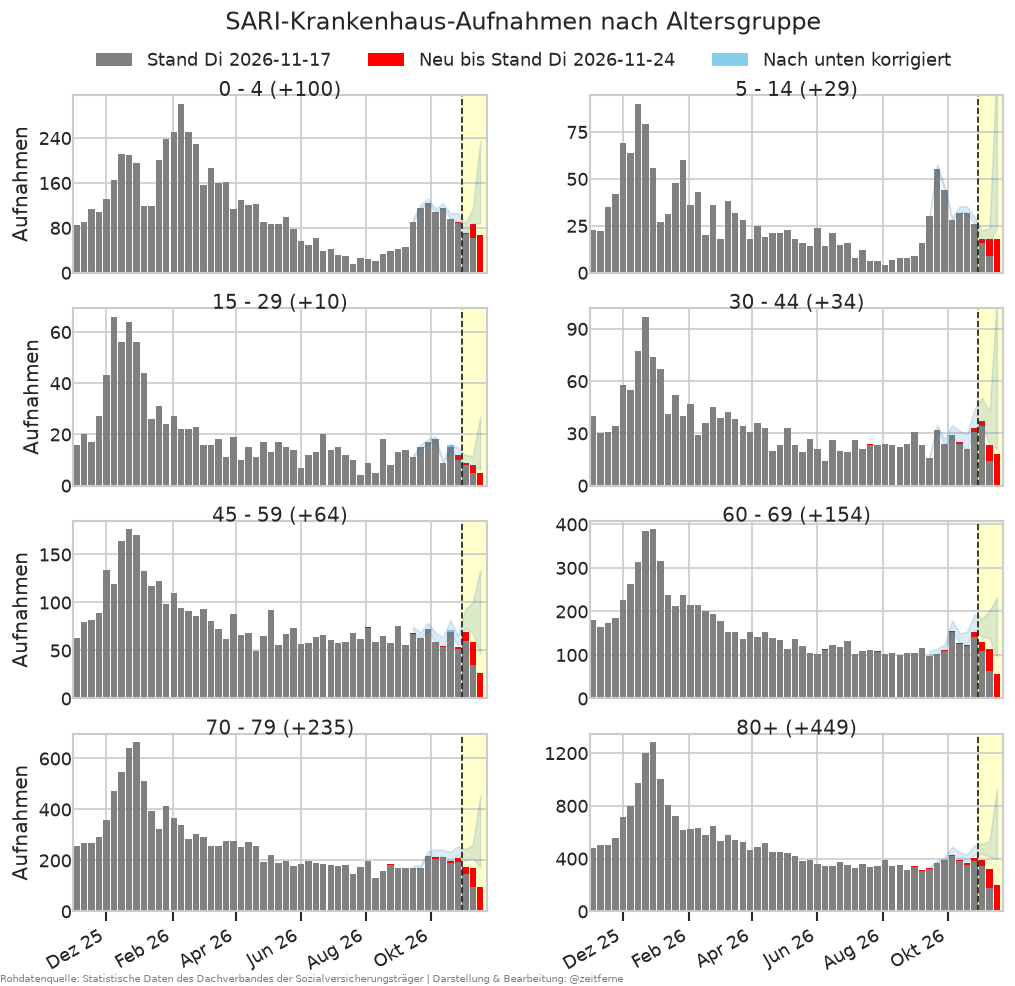 SARI-Krankenhaus-Aufnahmen nach Altersgruppe
Stand Di 2026-11-17 Neu bis Stand Di 2026-11-24 Nach unten korrigiert
0 - 4 (+100) 5 - 14 (+29)
Aufnahmen
240
160
80
0
75
50
25
0
15 - 29 (+10) 30 - 44 (+34)
Aufnahmen
60
40
20
0
90
60
30
0
45 - 59 (+64) 60 - 69 (+154)
Aufnahmen
150
100
50
0
400
300
200
100
0
70 - 79 (+235) 80+ (+449)
Aufnahmen
600
400
200
0
1200
800
400
0
Dez 25 Feb 26 Apr 26 Jun 26 Aug 26 Okt 26 Dez 25 Feb 26 Apr 26 Jun 26 Aug 26 Okt 26
Rohdatenquelle: Statistische Daten des Dachverbandes der Sozialversicherungsträger | Darstellung & Bearbeitung: @zeitferne